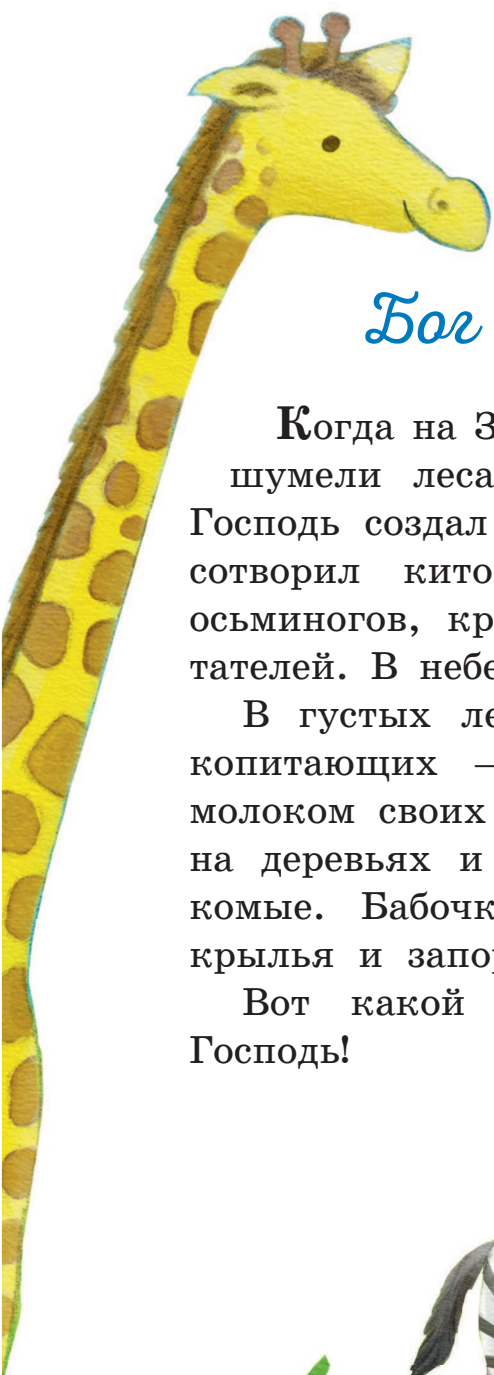 Бог
Когда на З
шумели леса
Господь создал
сотворил кито
осьминогов, кр
тателей. В небе
В густых ле
копитающих –
молоком своих
на деревьях и
комые. Бабочк
крылья и запор
Вот какой
Господь!